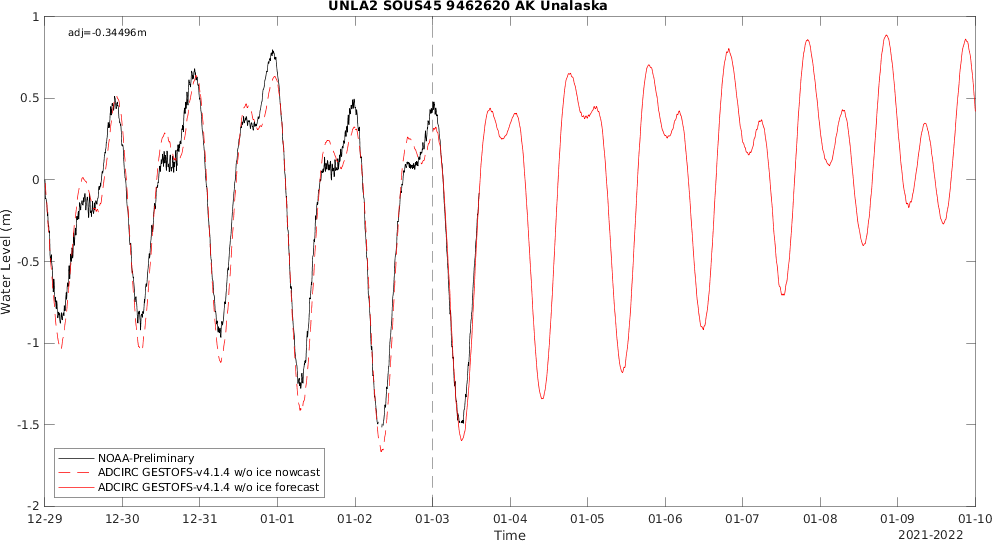 UNLA2 SOUS45 9462620 AK Unalaska
adj=-0.34496m
1
0.5
0
-0.5
-1
-1.5
-2
Water Level (m)
NOAA-Preliminary
ADCIRC GESTOFS-v4.1.4 w/o ice nowcast
ADCIRC GESTOFS-v4.1.4 w/o ice forecast
12-29 12-30 12-31 01-01 01-02 01-03 01-04 01-05 01-06 01-07 01-08 01-09 01-10
Time
2021-2022